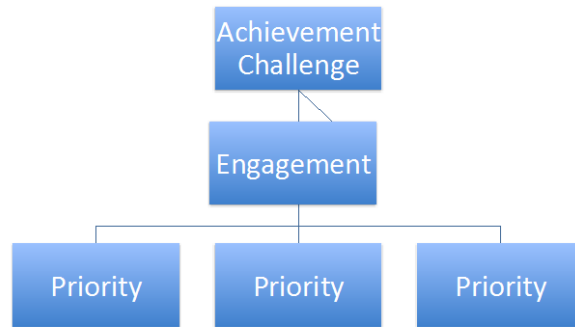 Achievement
Challenge
Engagement
Priority
Priority
Priority